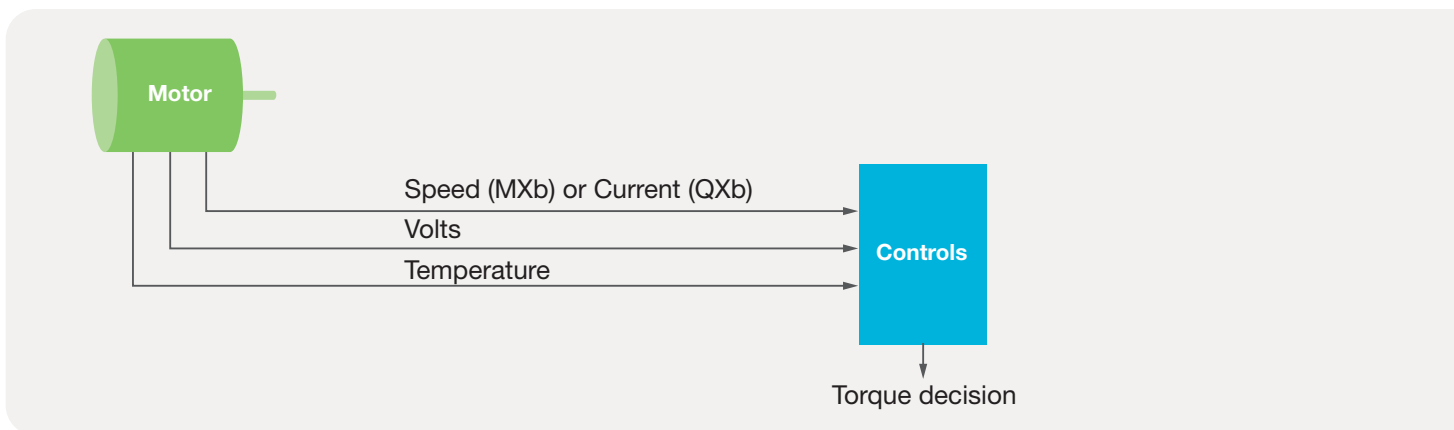 Motor
Speed (MXb) or Current (QXb)
Volts
Temperature
Controls
Torque decision